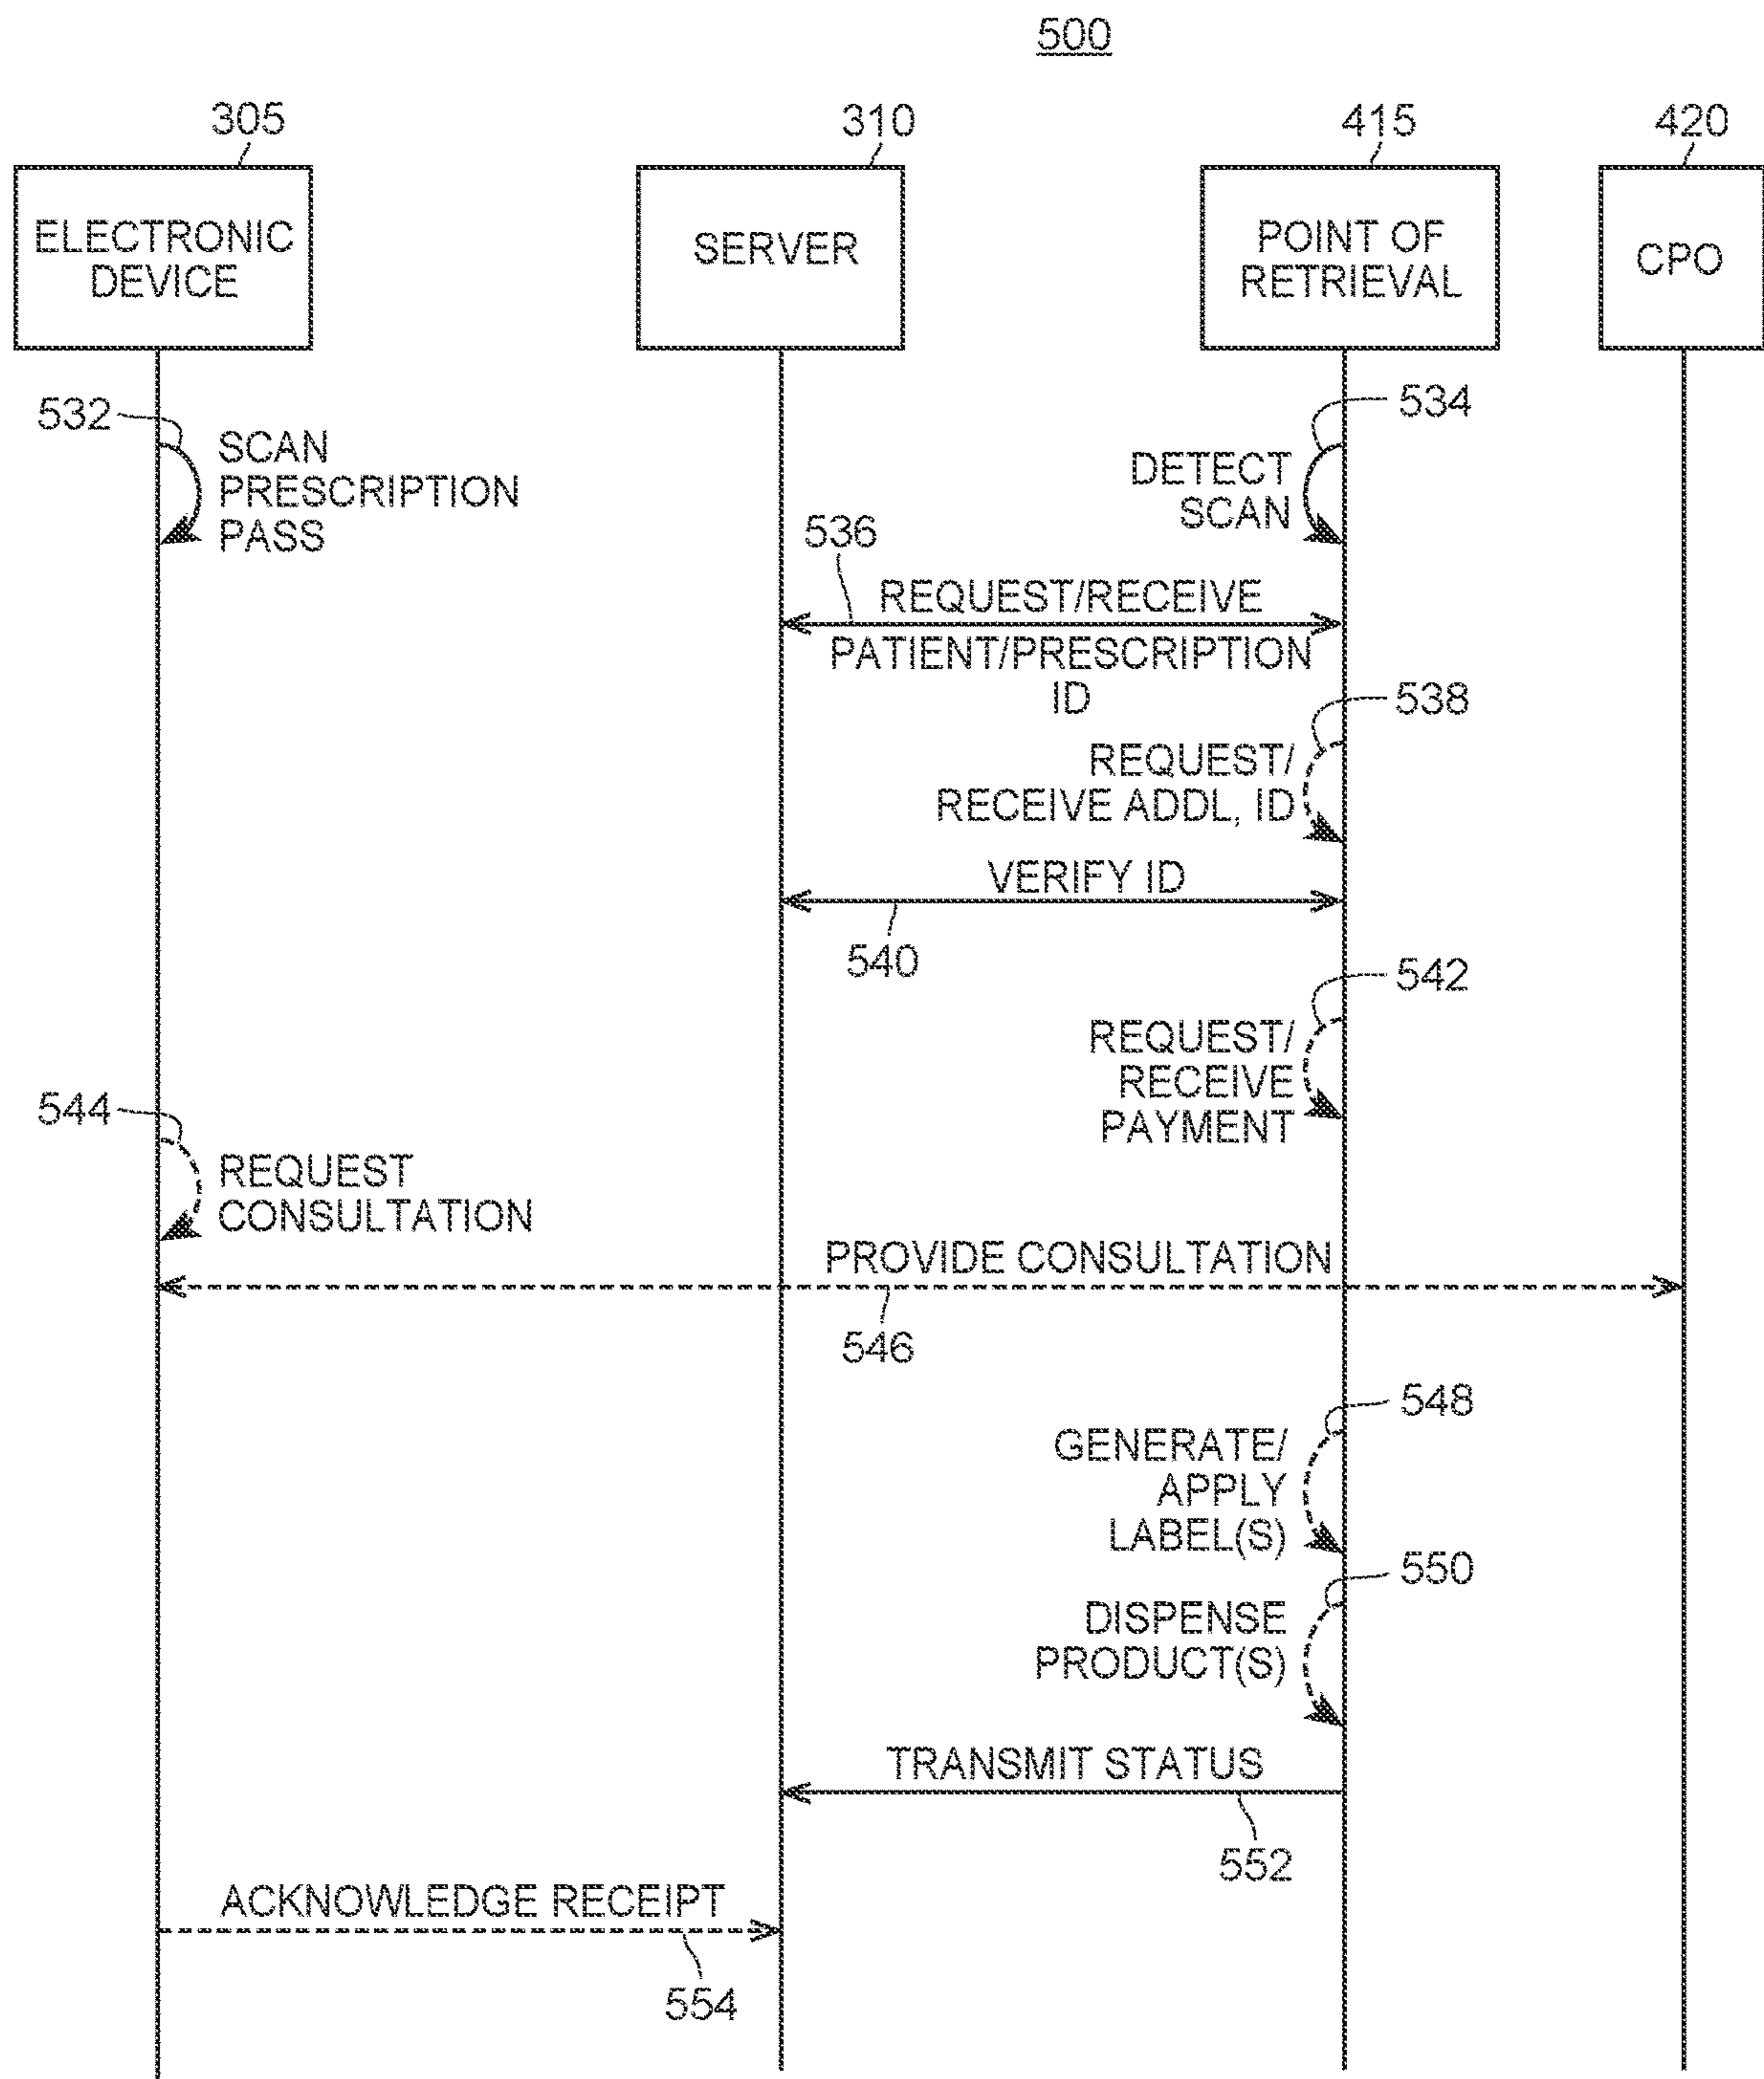 500
305
310
415
420
ELECTRONIC
DEVICE
SERVER
POINT OF
RETRIEVAL
CPO
532
SCAN
PRESCRIPTION
PASS
534
DETECT
SCAN
536
REQUEST/RECEIVE
PATIENT/PRESCRIPTION
ID
538
REQUEST/
RECEIVE ADDL, ID
VERIFY ID
540
542
REQUEST/
RECEIVE
PAYMENT
544
REQUEST
CONSULTATION
PROVIDE CONSULTATION
546
548
GENERATE/
APPLY
LABEL(S)
550
DISPENSE
PRODUCT(S)
TRANSMIT STATUS
552
ACKNOWLEDGE RECEIPT
554